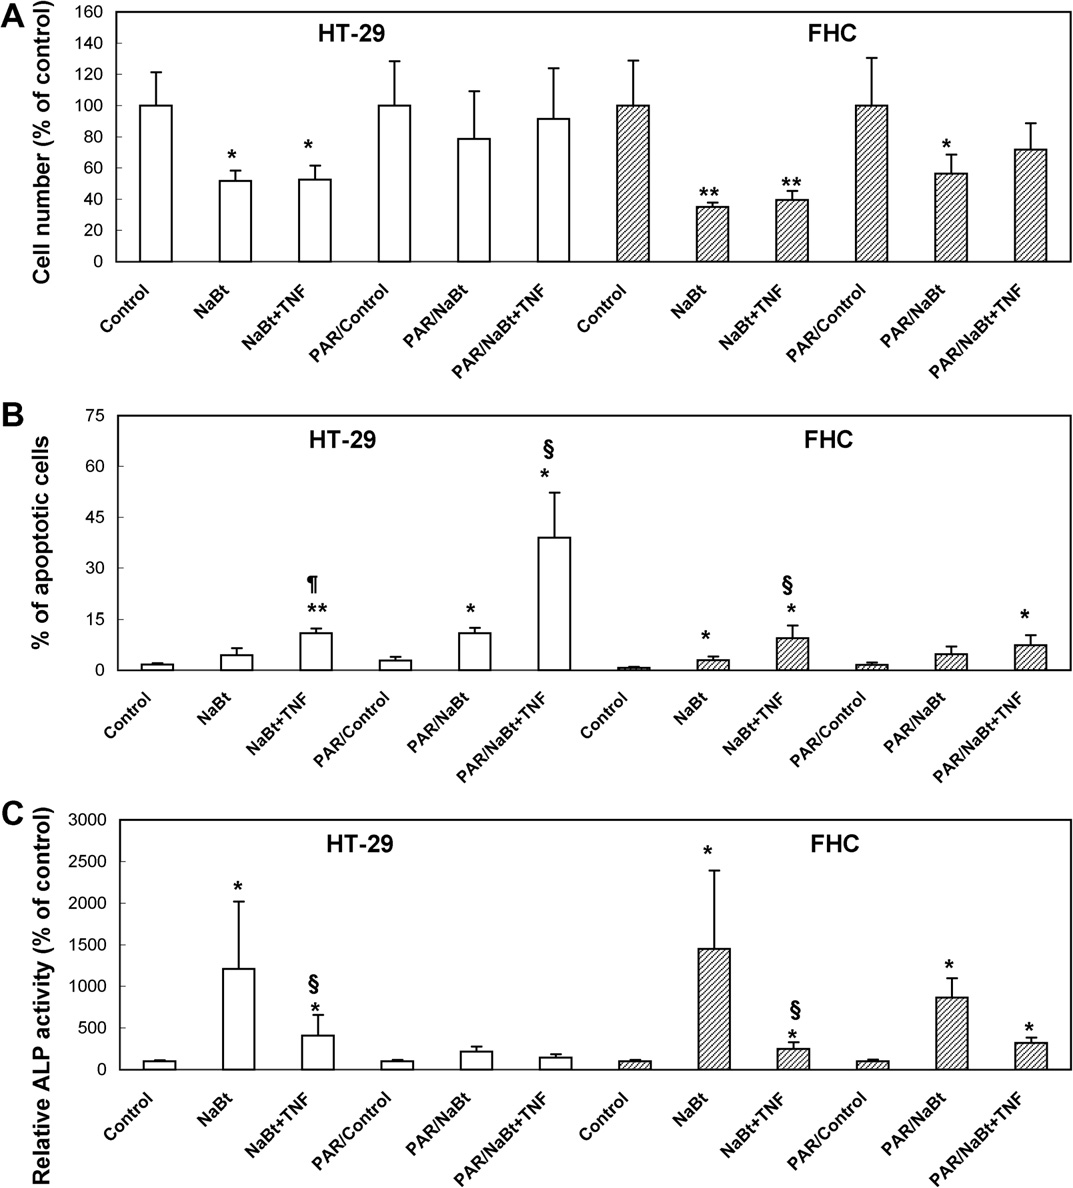 A
Cell number (% of control)
160
140
120
100
80
60
40
20
0
HT-29
FHC
*
*
**
**
*
Control
NaBt
NaBt+TNF
PAR/Control
PAR/NaBt
PAR/NaBt+TNF
Control
NaBt
NaBt+TNF
PAR/Control
PAR/NaBt
PAR/NaBt+TNF
B
% of apoptotic cells
75
60
45
30
15
0
HT-29
FHC
¶
**
*
§
*
*
§
*
*
Control
NaBt
NaBt+TNF
PAR/Control
PAR/NaBt
PAR/NaBt+TNF
Control
NaBt
NaBt+TNF
PAR/Control
PAR/NaBt
PAR/NaBt+TNF
C
Relative ALP activity (% of control)
3000
2500
2000
1500
1000
500
0
HT-29
FHC
*
§
*
*
§
*
*
*
Control
NaBt
NaBt+TNF
PAR/Control
PAR/NaBt
PAR/NaBt+TNF
Control
NaBt
NaBt+TNF
PAR/Control
PAR/NaBt
PAR/NaBt+TNF